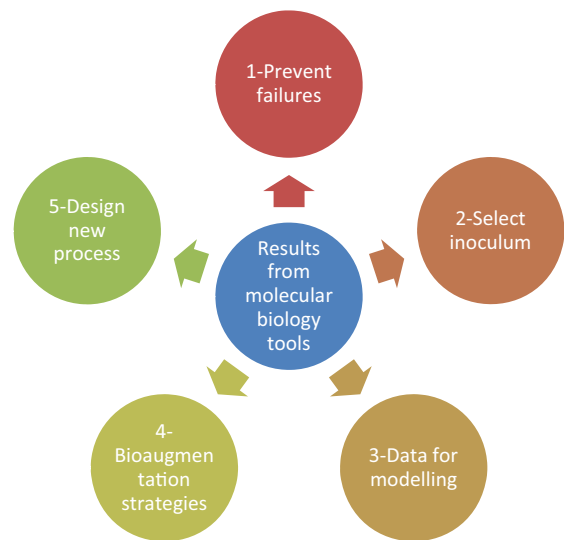 1-Prevent
failures
2-Select
inoculum
3-Data for
modelling
4-
Bioaugmen
tation
strategies
5-Design
new
process
Results
from
molecular
biology
tools